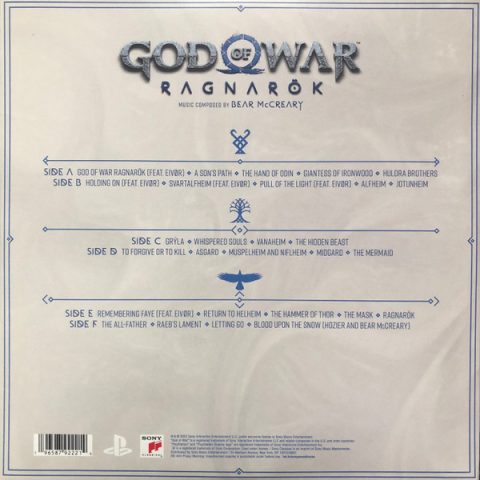 GOD OF WAR™
RAGNARÖK
MUSIC COMPOSED BY BEAR McCREARY
SIDE A GOD OF WAR RAGNARÖK (FEAT. EIVØR) ❖ A SON'S PATH ❖ THE HAND OF ODIN ❖ GIANTESS OF IRONWOOD ❖ HULDRA BROTHERS
SIDE B HOLDING ON (FEAT. EIVØR) ❖ SVARTALFHEIM (FEAT. EIVØR) ❖ PULL OF THE LIGHT (FEAT. EIVØR) ❖ ALFHEIM ❖ JOTUNHEIM
SIDE C GRÝLA ❖ WHISPERED SOULS ❖ VANAHEIM ❖ THE HIDDEN BEAST
SIDE D TO FORGIVE OR TO KILL ❖ ASGARD ❖ MUSPELHEIM AND NIFLHEIM ❖ MIDGARD ❖ THE MERMAID
SIDE E REMEMBERING FAYE (FEAT. EIVØR) ❖ RETURN TO HELHEIM ❖ THE HAMMER OF THOR ❖ THE MASK ❖ RAGNARÖK
SIDE F THE ALL-FATHER ❖ RAEB'S LAMENT ❖ LETTING GO ❖ BLOOD UPON THE SNOW (HOZIER AND BEAR McCREARY)
96587 92221
SONY